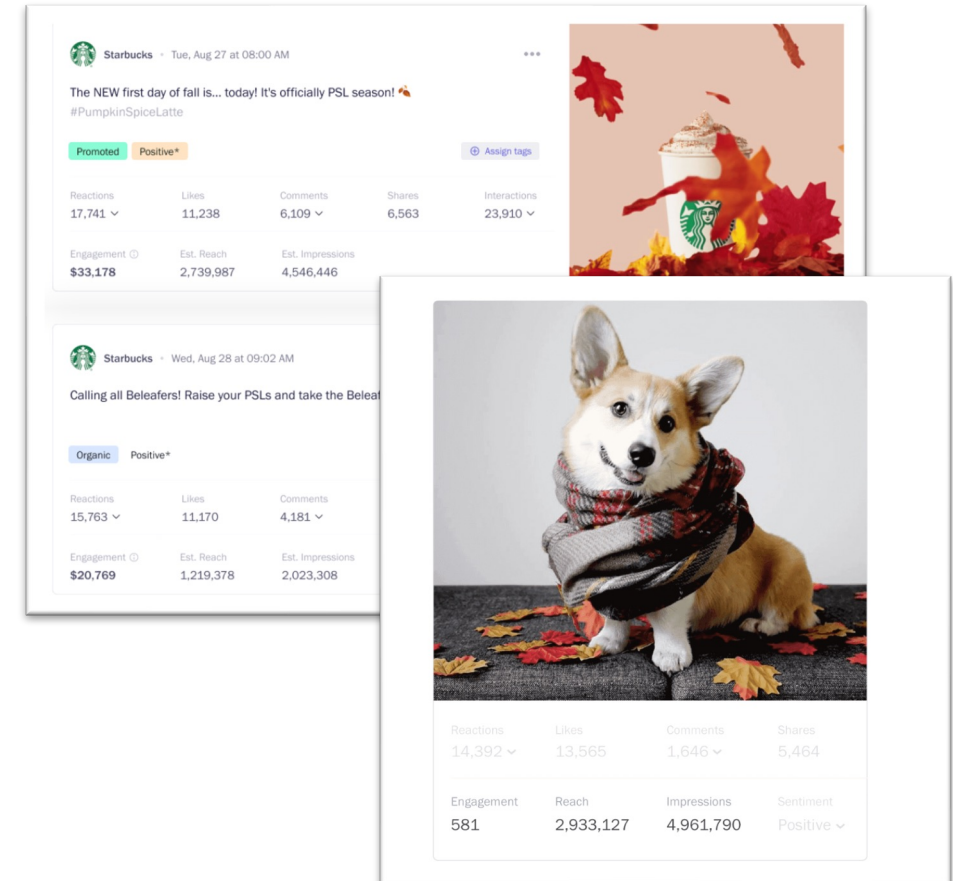 Starbucks • Tue, Aug 27 at 08:00 AM
The NEW first day of fall is... today! It's officially PSL season! 🍂
#PumpkinSpiceLatte
Promoted Positive* Assign tags
Reactions Likes Comments Shares Interactions
17,741 11,238 6,109 6,563 23,910
Engagement Est. Reach Est. Impressions
$33,178 2,739,987 4,546,446
Starbucks • Wed, Aug 28 at 09:02 AM
Calling all Beleafers! Raise your PSLs and take the Beleaf
Organic Positive*
Reactions Likes Comments
15,763 11,170 4,181
Engagement Est. Reach Est. Impressions
$20,769 1,219,378 2,023,308
Reactions Likes Comments Shares
14,392 13,565 1,646 5,464
Engagement Reach Impressions Sentiment
581 2,933,127 4,961,790 Positive